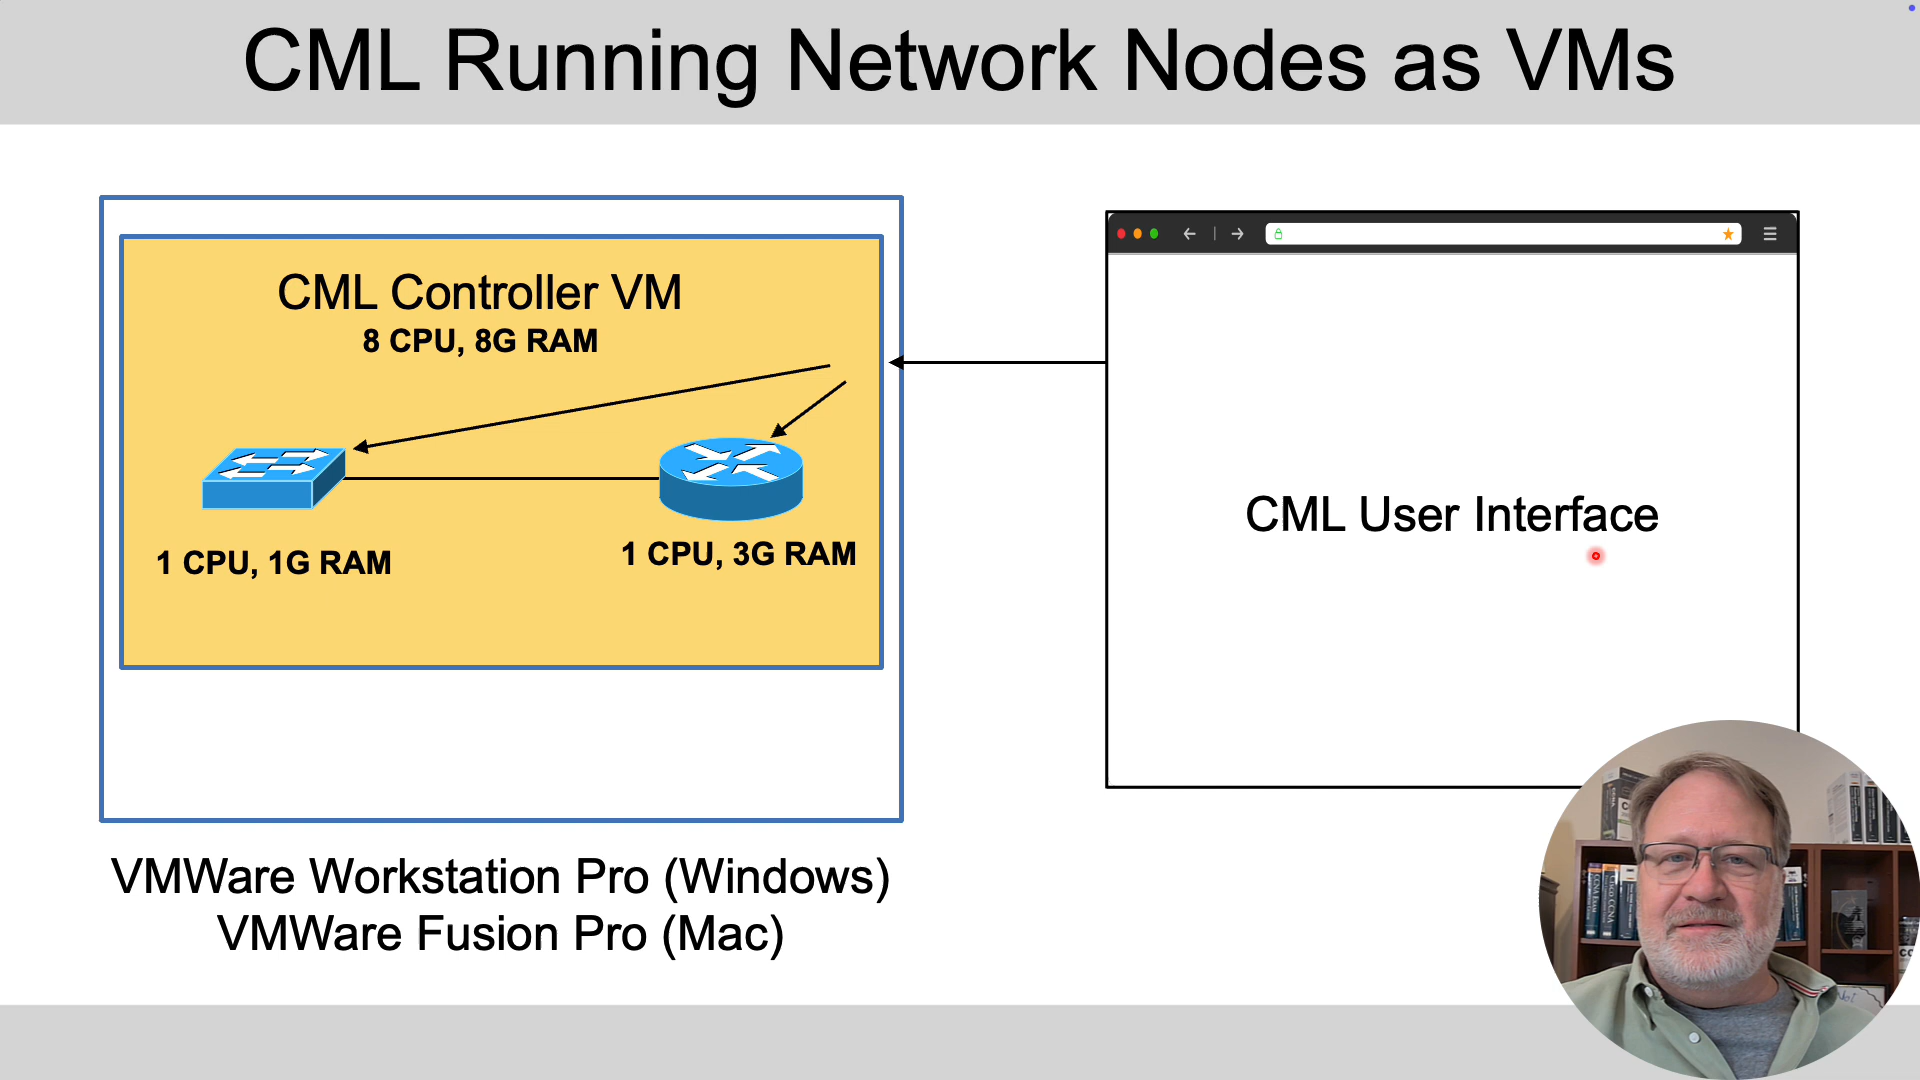 CML Running Network Nodes as VMs
CML Controller VM
8 CPU, 8G RAM
1 CPU, 1G RAM
1 CPU, 3G RAM
CML User Interface
VMWare Workstation Pro (Windows)
VMWare Fusion Pro (Mac)